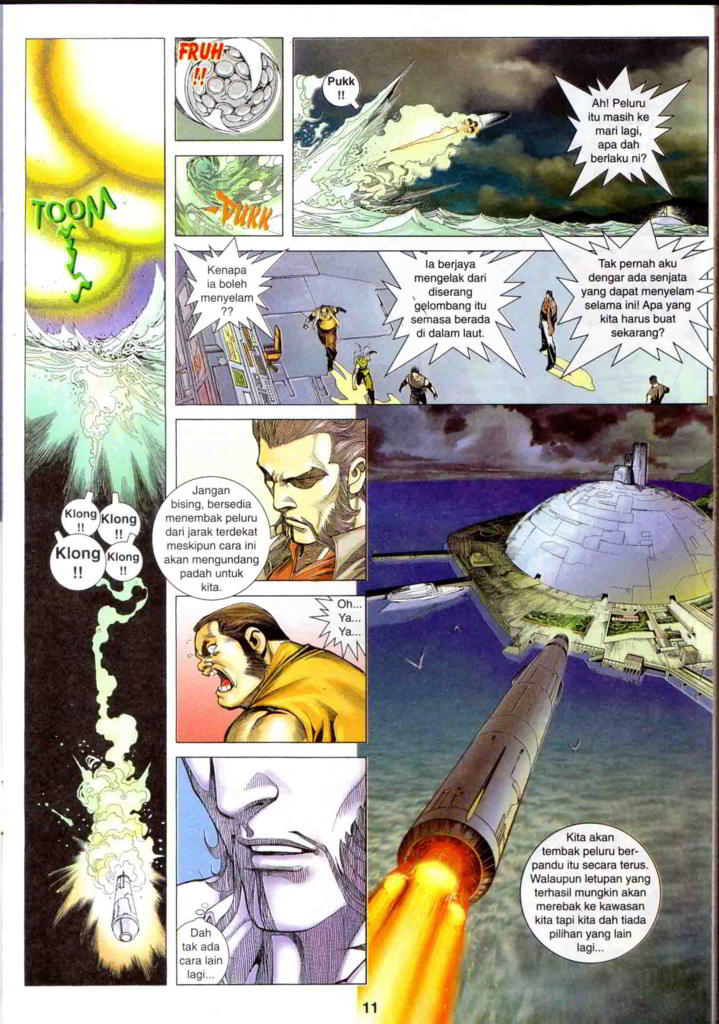 TOOM
Klong
!!
Klong
!!
Klong
!!
Klong
!!
FRUH
!!
PUKK
Pukk
!!
Ah! Peluru
itu masih ke
mari lagi,
apa dah
berlaku ni?
Kenapa
ia boleh
menyelam
??
Ia berjaya
mengelak dari
diserang
gelombang itu
semasa berada
di dalam laut.
Tak pernah aku
dengar ada senjata
yang dapat menyelam
selama ini! Apa yang
kita harus buat
sekarang?
Jangan
bising, bersedia
menembak peluru
dari jarak terdekat
meskipun cara ini
akan mengundang
padah untuk
kita.
Oh...
Ya...
Ya...
Dah
tak ada
cara lain
lagi...
Kita akan
tembak peluru ber-
pandu itu secara terus.
Walaupun letupan yang
terhasil mungkin akan
merebak ke kawasan
kita tapi kita dah tiada
pilihan yang lain
lagi...
11